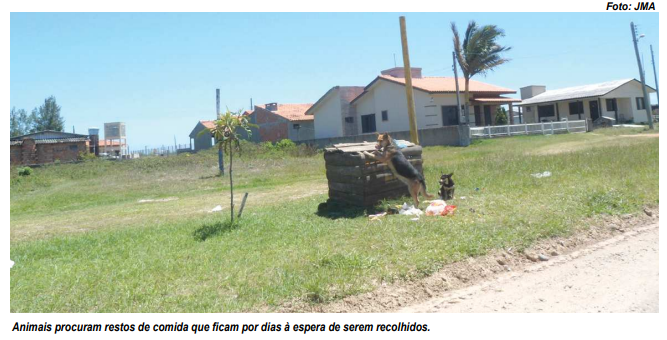 Foto: JMA
Animais procuram restos de comida que ficam por dias à espera de serem recolhidos.